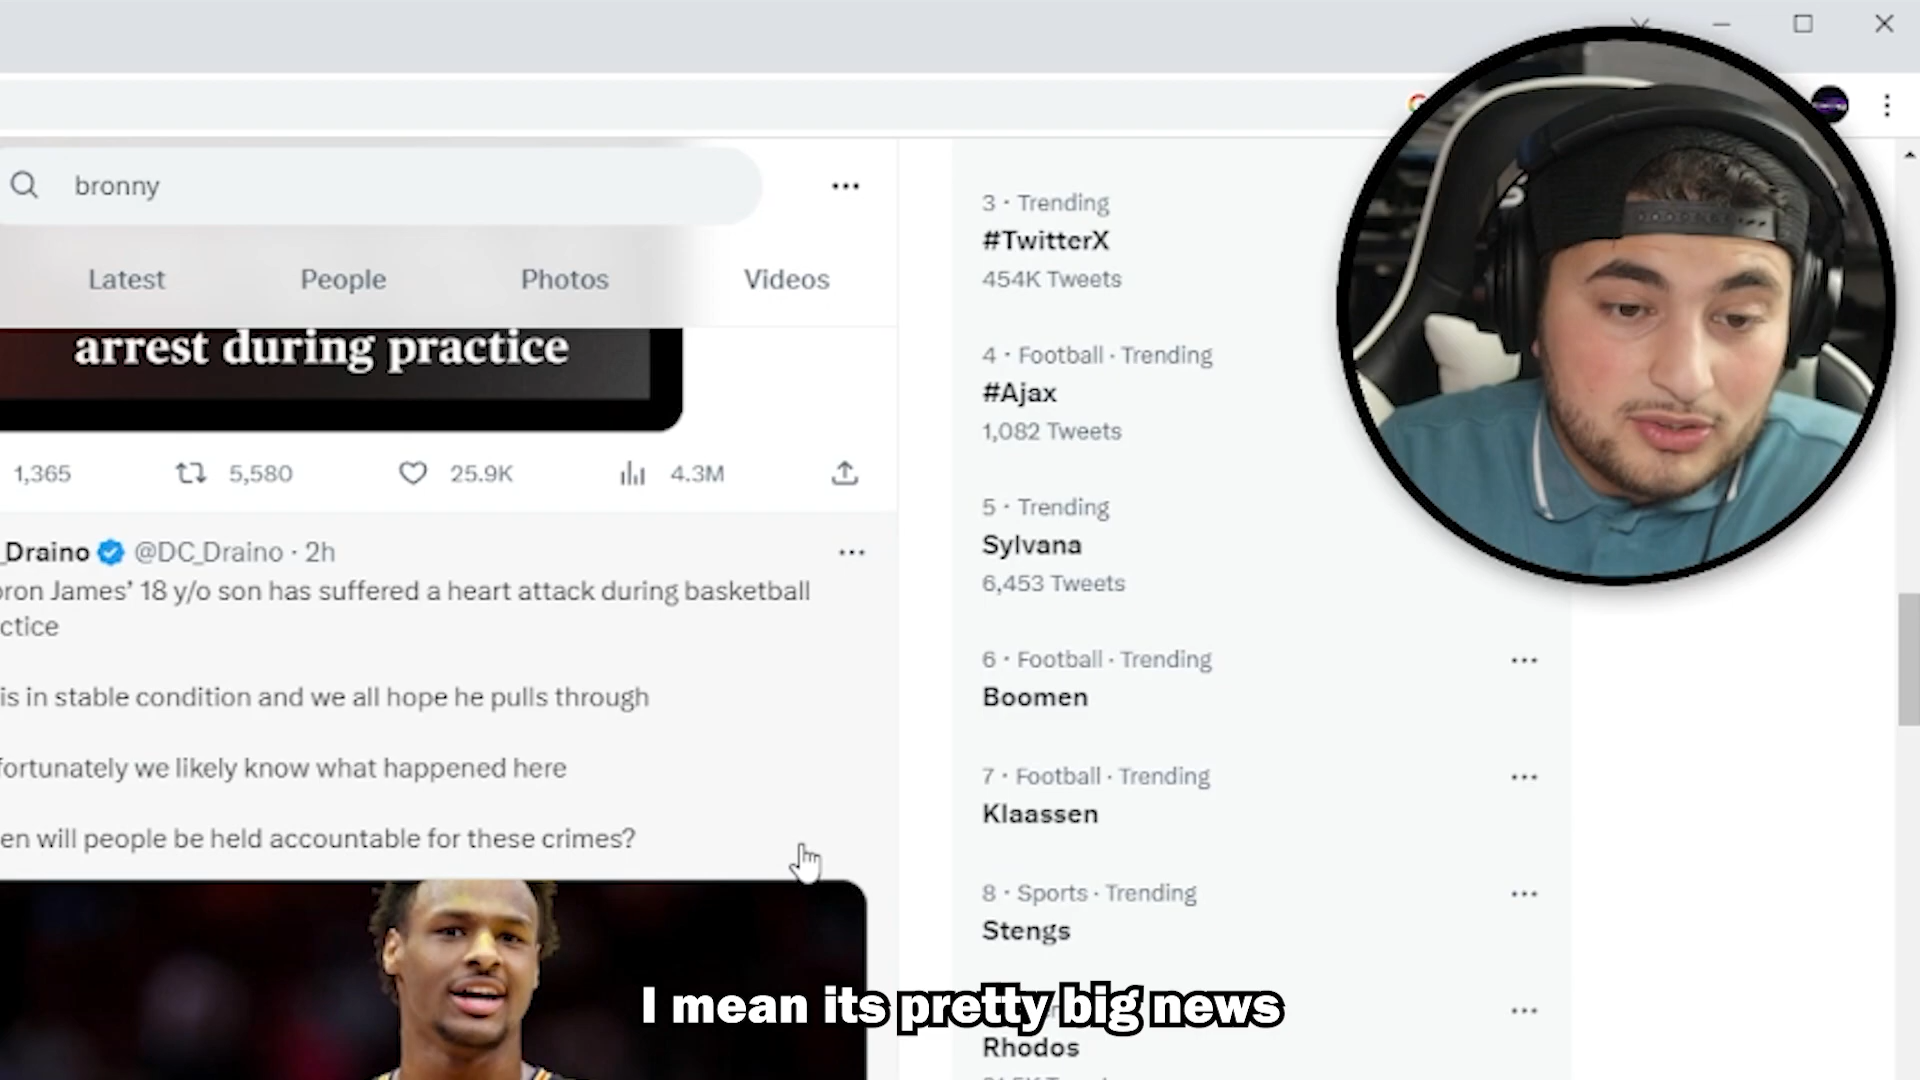 bronny
Latest
People
Photos
Videos
arrest during practice
1,365
5,580
25.9K
4.3M
_Draino @DC_Draino · 2h
ron James' 18 y/o son has suffered a heart attack during basketball
ctice
is in stable condition and we all hope he pulls through
fortunately we likely know what happened here
en will people be held accountable for these crimes?
3 · Trending
#TwitterX
454K Tweets
4 · Football · Trending
#Ajax
1,082 Tweets
5 · Trending
Sylvana
6,453 Tweets
6 · Football · Trending
Boomen
7 · Football · Trending
Klaassen
8 · Sports · Trending
Stengs
Rhodos
I mean its pretty big news